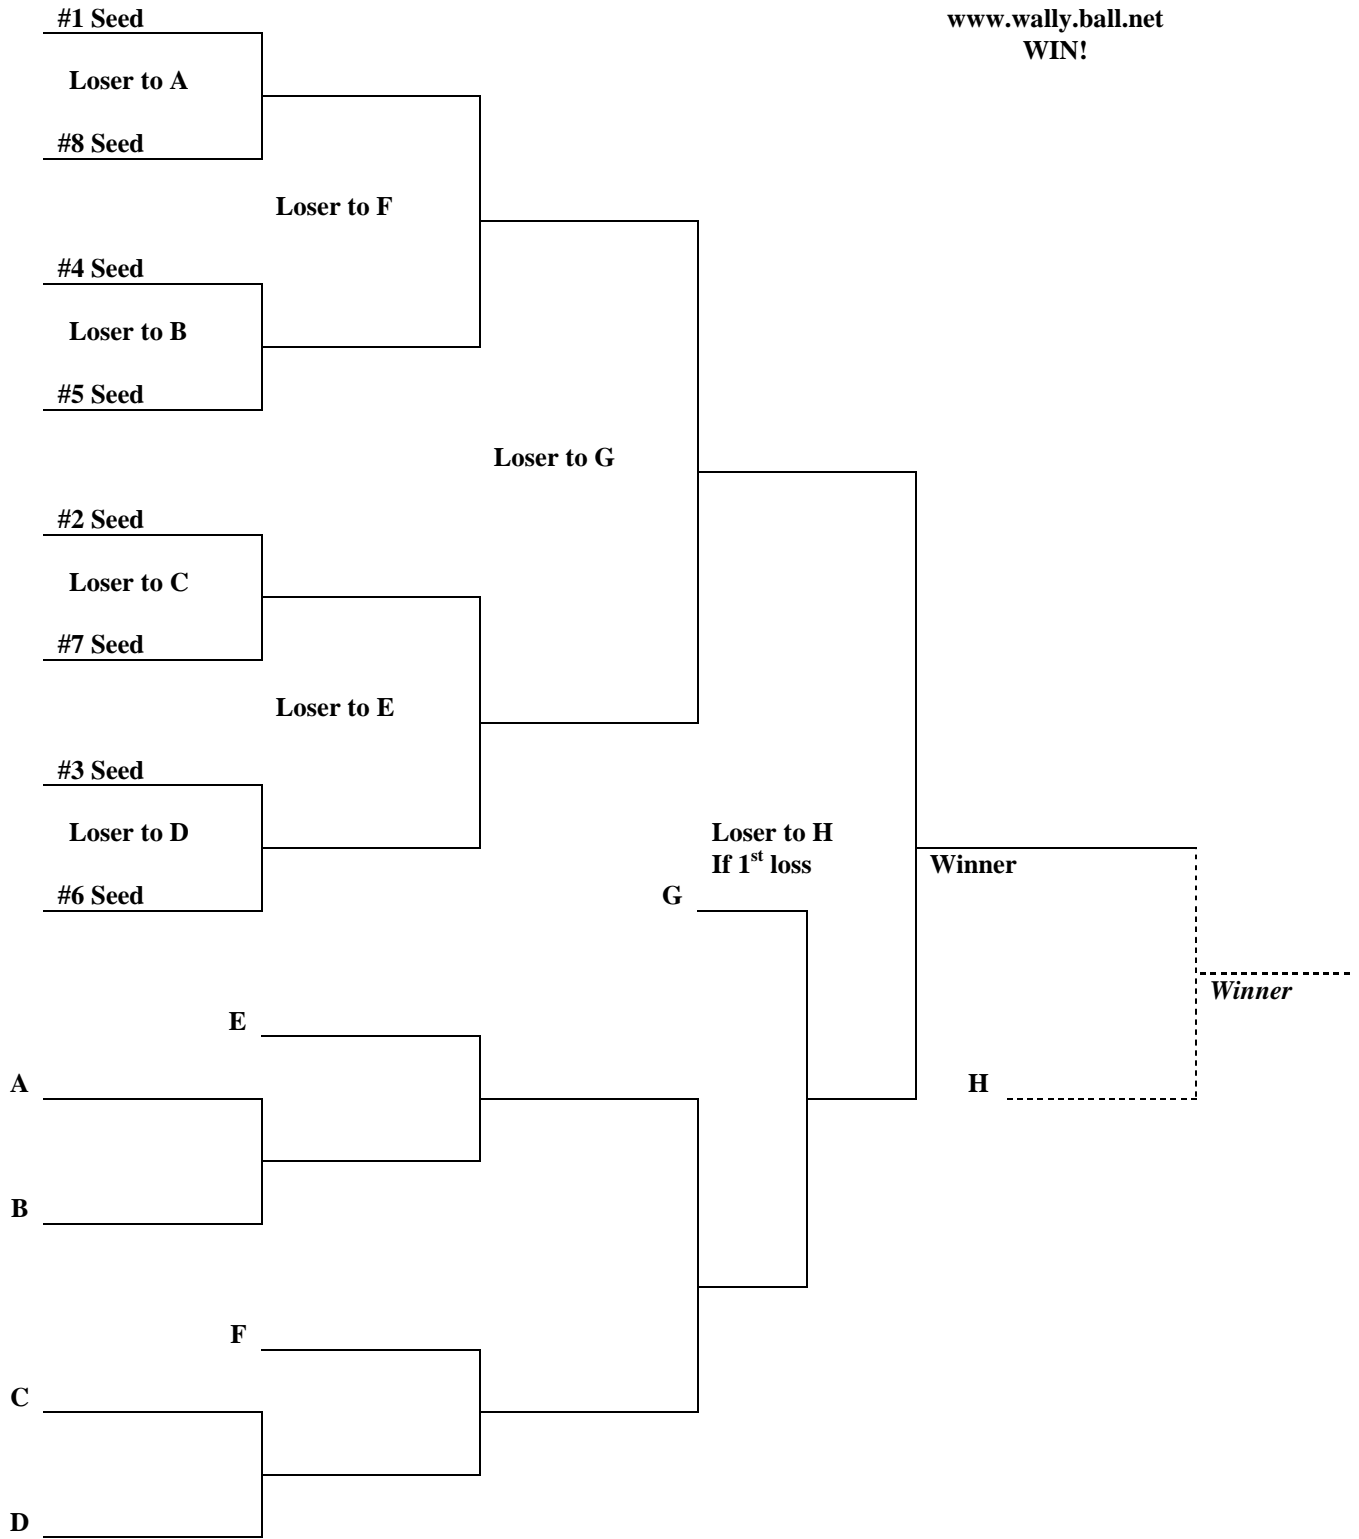 #1 Seed
www.wally.ball.net
WIN!
Loser to A
#8 Seed
Loser to F
#4 Seed
Loser to B
#5 Seed
Loser to G
#2 Seed
Loser to C
#7 Seed
Loser to E
#3 Seed
Loser to D
Loser to H
If 1st loss
Winner
#6 Seed
G
Winner
E
A
H
B
F
C
D